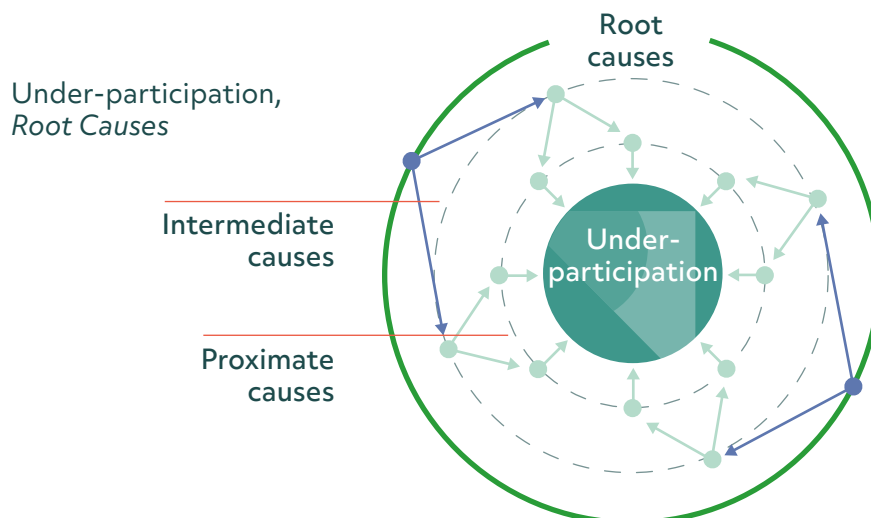 Root
causes
Under-participation,
Root Causes
Intermediate
causes
Under-
participation
Proximate
causes